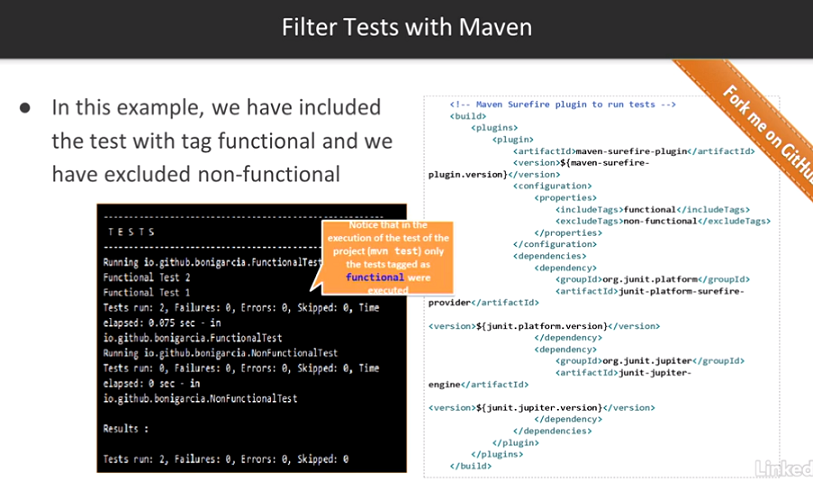 Filter Tests with Maven
● In this example, we have included
the test with tag functional and we
have excluded non-functional
-------------------------------------------------------
T E S T S
-------------------------------------------------------
Running io.github.bonigarcia.FunctionalTest
Functional Test 2
Functional Test 1
Tests run: 2, Failures: 0, Errors: 0, Skipped: 0, Time
elapsed: 0.075 sec - in
io.github.bonigarcia.FunctionalTest
Running io.github.bonigarcia.NonFunctionalTest
Tests run: 0, Failures: 0, Errors: 0, Skipped: 0, Time
elapsed: 0 sec - in
io.github.bonigarcia.NonFunctionalTest
Results :
Tests run: 2, Failures: 0, Errors: 0, Skipped: 0
Notice that in the
execution of the test of the
project (mvn test) only
the tests tagged as
functional were
executed
<!-- Maven Surefire plugin to run tests -->
<build>
<plugins>
<plugin>
<artifactId>maven-surefire-plugin</artifactId>
<version>${maven-surefire-
plugin.version}</version>
<configuration>
<properties>
<includeTags>functional</includeTags>
<excludeTags>non-functional</excludeTags>
</properties>
</configuration>
<dependencies>
<dependency>
<groupId>org.junit.platform</groupId>
<artifactId>junit-platform-surefire-
provider</artifactId>
<version>${junit.platform.version}</version>
</dependency>
<dependency>
<groupId>org.junit.jupiter</groupId>
<artifactId>junit-jupiter-
engine</artifactId>
<version>${junit.jupiter.version}</version>
</dependency>
</dependencies>
</plugin>
</plugins>
</build>
Fork me on GitHu
Linked